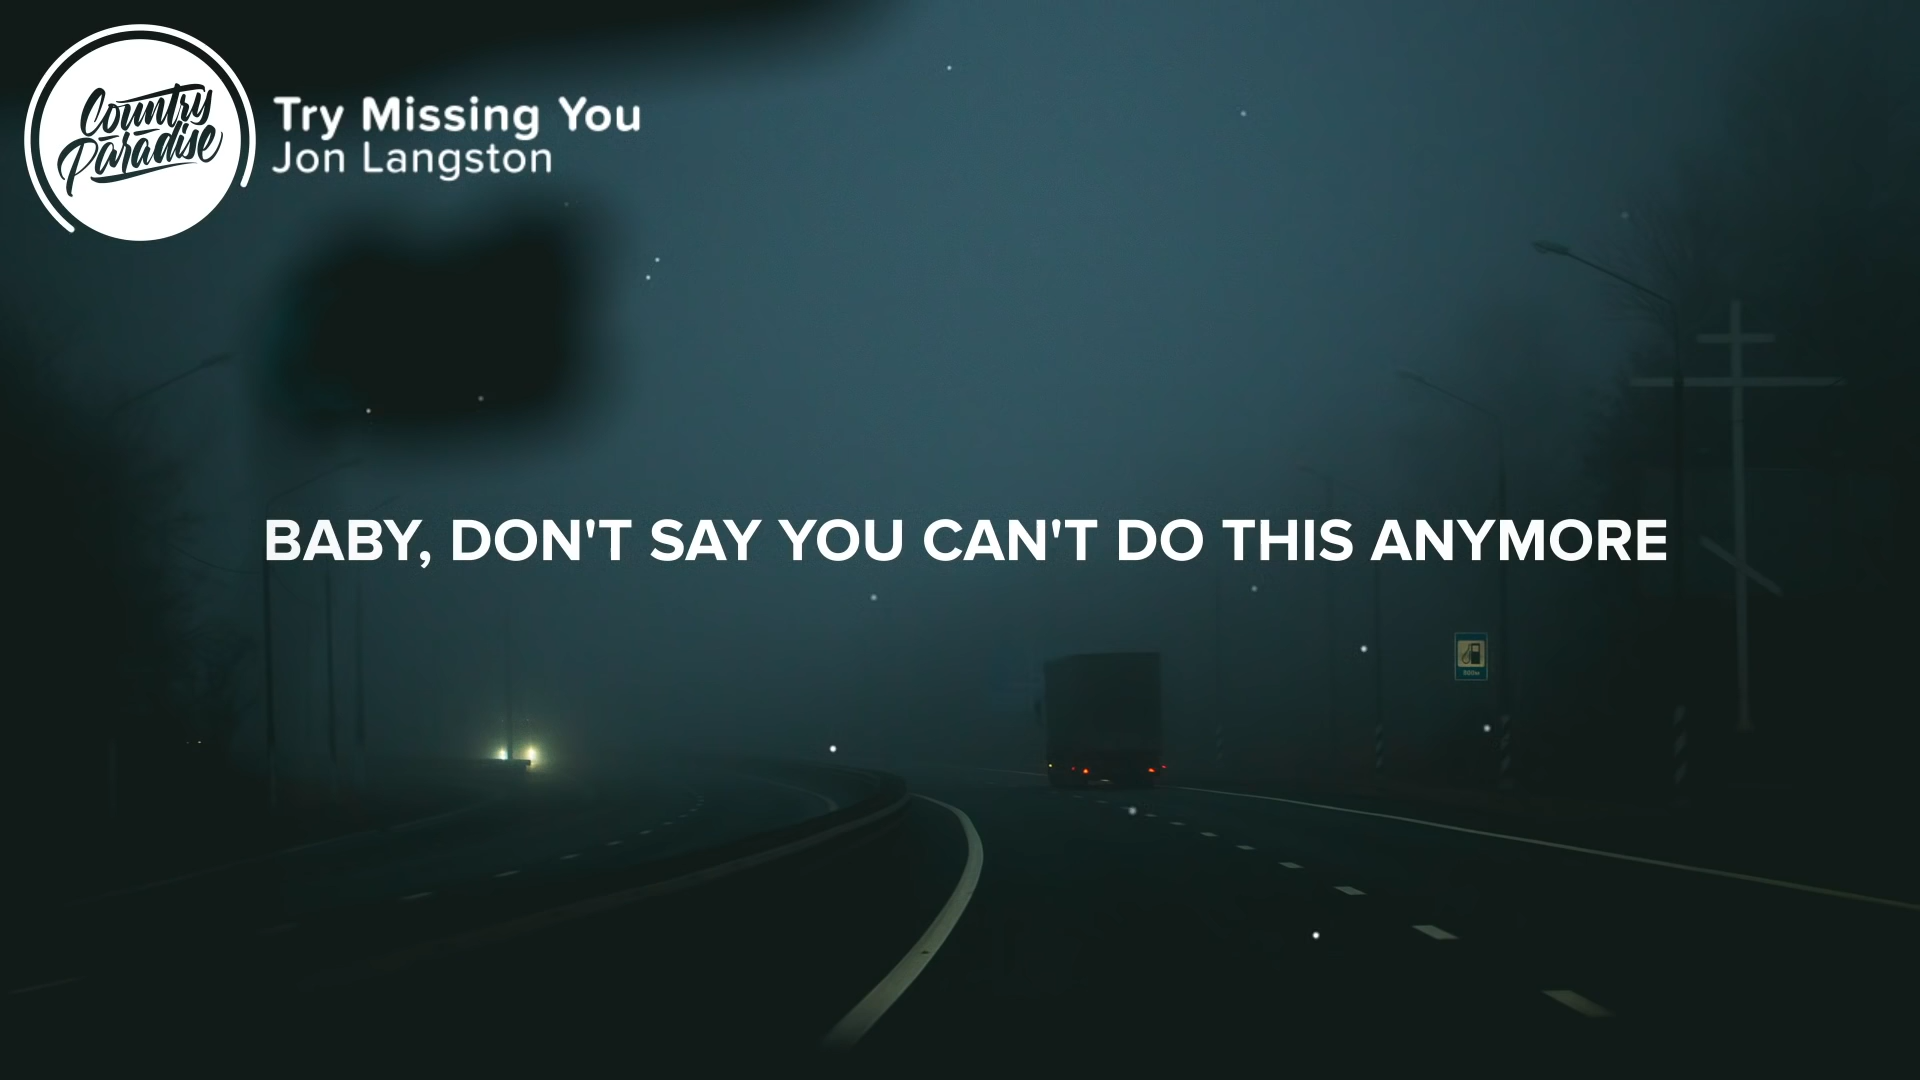 Country
Paradise
Try Missing You
Jon Langston
BABY, DON'T SAY YOU CAN'T DO THIS ANYMORE